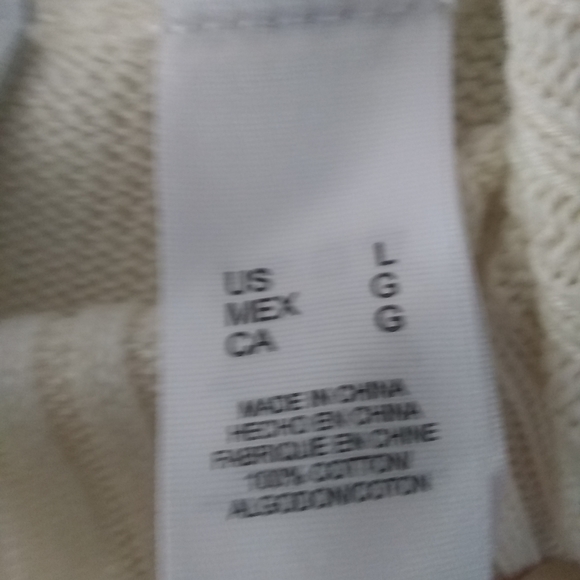 US L
MEX G
CA G
MADE IN CHINA
HECHO EN CHINA
FABRIQUE EN CHINE
100% COTTON/
ALGODON/COTON